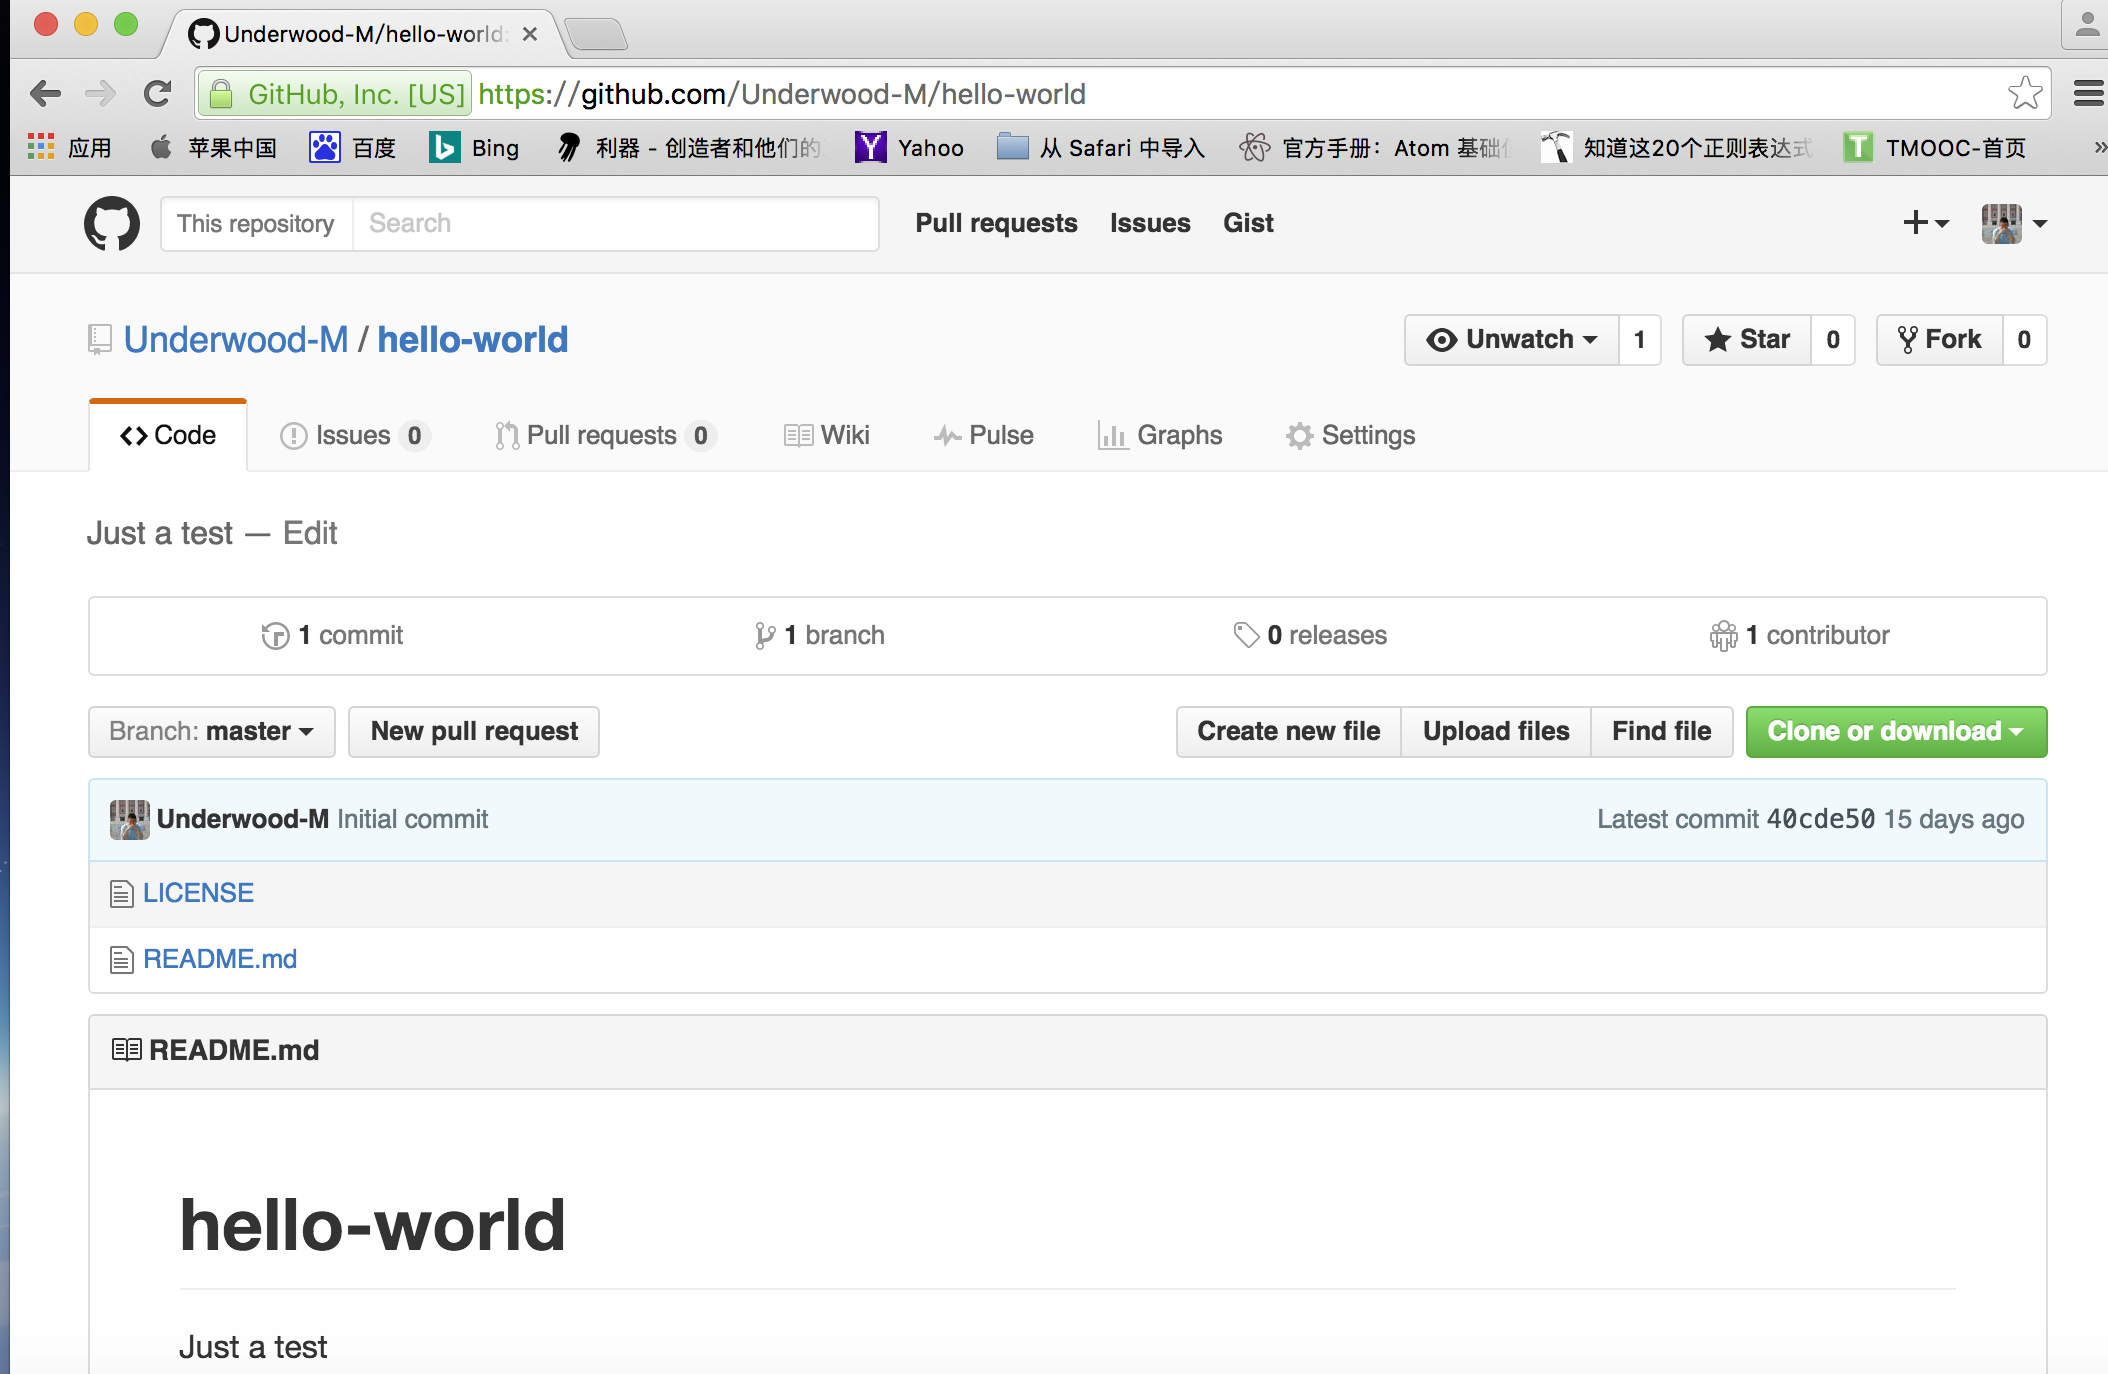 Underwood-M/hello-world:
GitHub, Inc. [US] https://github.com/Underwood-M/hello-world
应用 苹果中国 百度 Bing 利器 - 创造者和他们的 Yahoo 从 Safari 中导入 官方手册：Atom 基础 知道这20个正则表达式 TMOOC-首页 »
This repository Search Pull requests Issues Gist
Underwood-M / hello-world Unwatch 1 Star 0 Fork 0
Code Issues 0 Pull requests 0 Wiki Pulse Graphs Settings
Just a test — Edit
1 commit 1 branch 0 releases 1 contributor
Branch: master New pull request Create new file Upload files Find file Clone or download
Underwood-M Initial commit Latest commit 40cde50 15 days ago
LICENSE
README.md
README.md
hello-world
Just a test